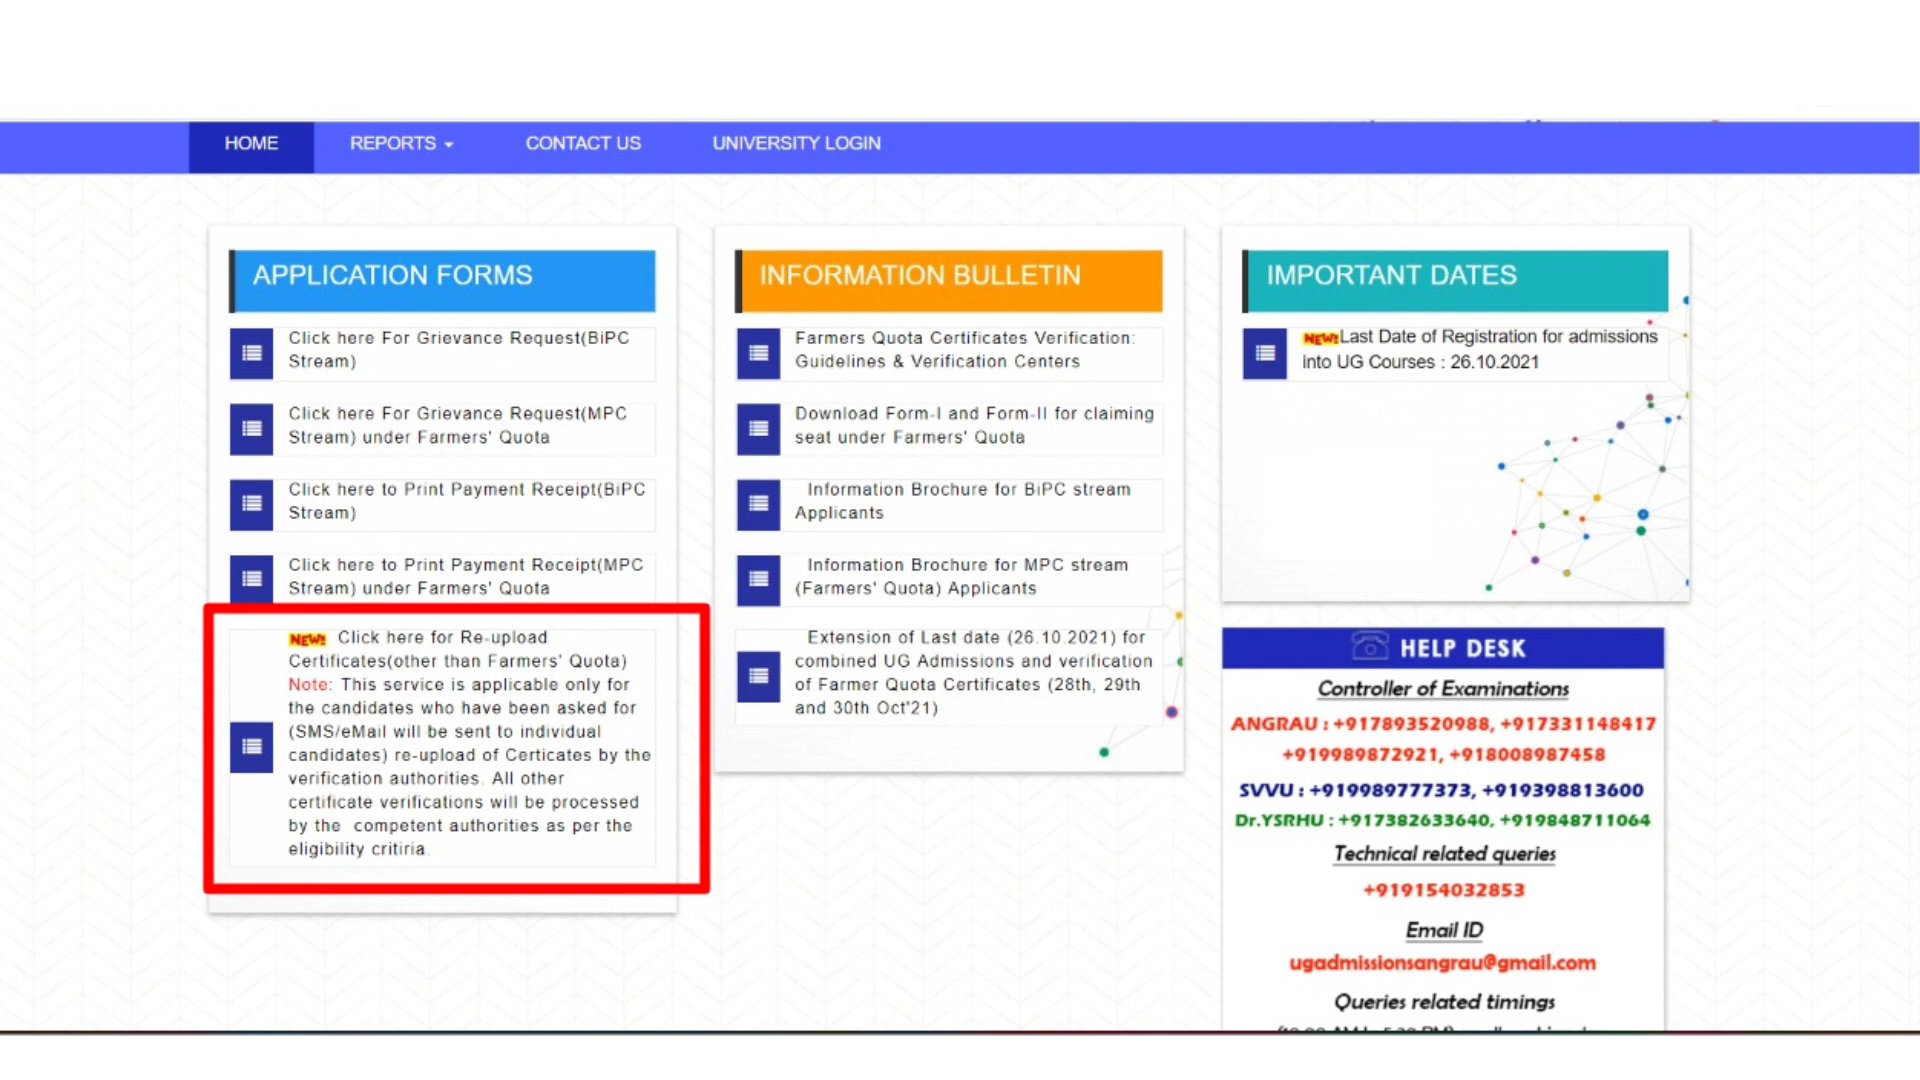 HOME
REPORTS
CONTACT US
UNIVERSITY LOGIN
APPLICATION FORMS
Click here For Grievance Request(BiPC
Stream)
Click here For Grievance Request(MPC
Stream) under Farmers' Quota
Click here to Print Payment Receipt(BiPC
Stream)
Click here to Print Payment Receipt(MPC
Stream) under Farmers' Quota
NEW! Click here for Re-upload
Certificates(other than Farmers' Quota)
Note: This service is applicable only for
the candidates who have been asked for
(SMS/eMail will be sent to individual
candidates) re-upload of Certicates by the
verification authorities. All other
certificate verifications will be processed
by the competent authorities as per the
eligibility critiria.
INFORMATION BULLETIN
Farmers Quota Certificates Verification:
Guidelines & Verification Centers
Download Form-I and Form-II for claiming
seat under Farmers' Quota
Information Brochure for BiPC stream
Applicants
Information Brochure for MPC stream
(Farmers' Quota) Applicants
Extension of Last date (26.10.2021) for
combined UG Admissions and verification
of Farmer Quota Certificates (28th, 29th
and 30th Oct'21)
IMPORTANT DATES
NEW! Last Date of Registration for admissions
into UG Courses : 26.10.2021
HELP DESK
Controller of Examinations
ANGRAU : +917893520988, +917331148417
+919989872921, +918008987458
SVVU : +919989777373, +919398813600
Dr.YSRHU : +917382633640, +919848711064
Technical related queries
+919154032853
Email ID
ugadmissionsangrau@gmail.com
Queries related timings